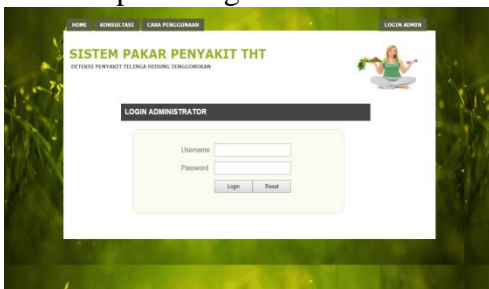 HOME KONSULTASI CARA PENGGUNAAN LOGIN ADMIN
SISTEM PAKAR PENYAKIT THT
DETEKSI PENYAKIT TELINGA HIDUNG TENGGOROKAN
LOGIN ADMINISTRATOR
Username
Password
Login Reset